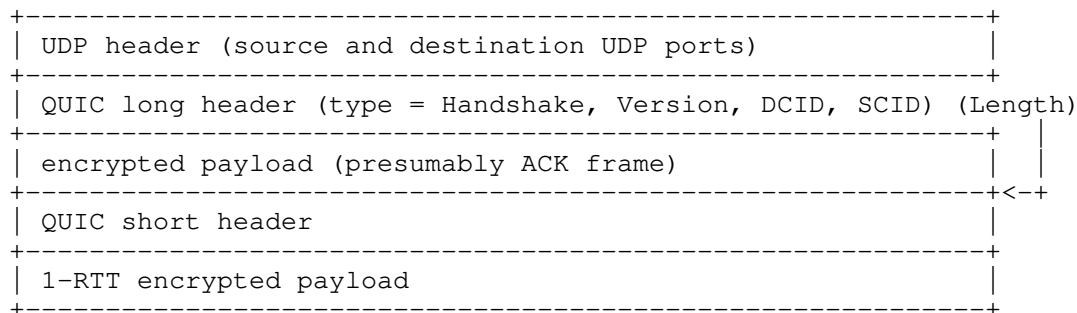 UDP header (source and destination UDP ports)
QUIC long header (type = Handshake, Version, DCID, SCID) (Length)
encrypted payload (presumably ACK frame)
QUIC short header
1-RTT encrypted payload